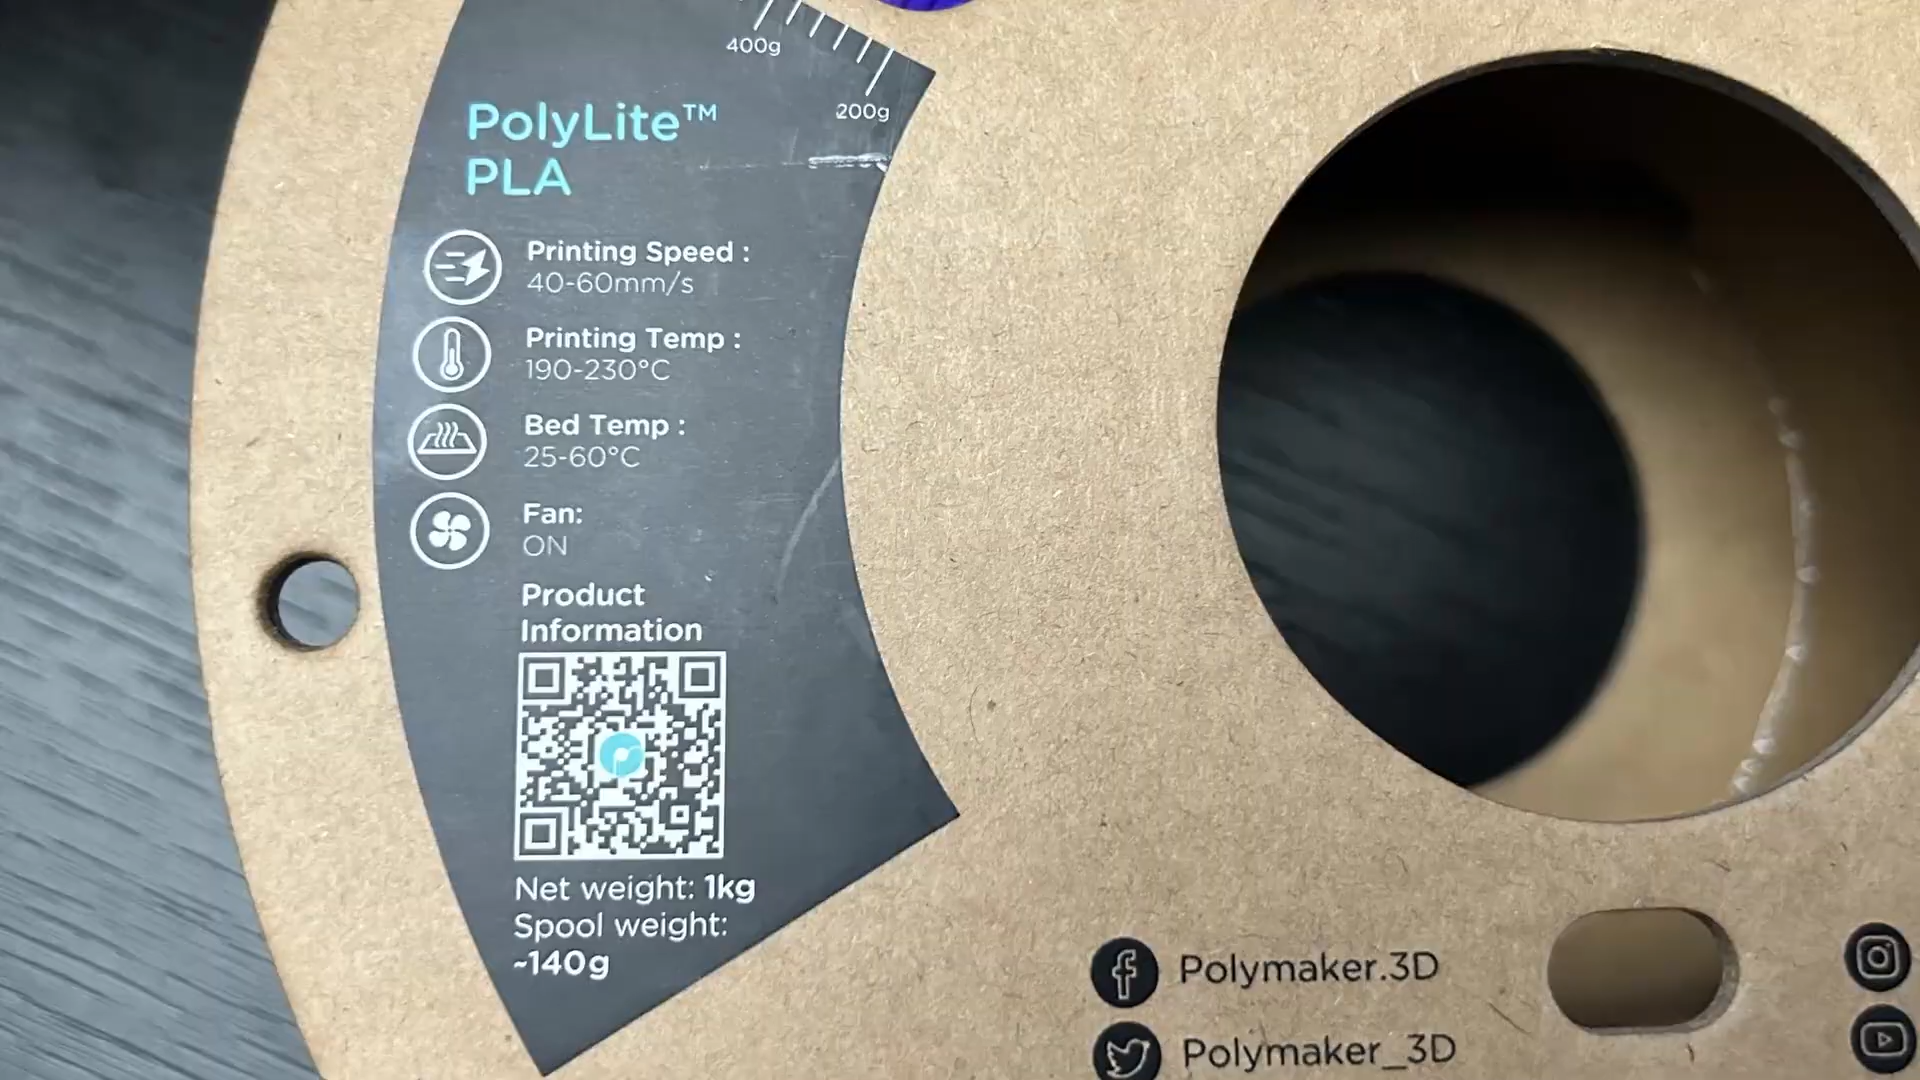 400g
200g
PolyLite™
PLA
Printing Speed :
40-60mm/s
Printing Temp :
190-230°C
Bed Temp :
25-60°C
Fan:
ON
Product
Information
Net weight: 1kg
Spool weight:
~140g
Polymaker.3D
Polymaker_3D